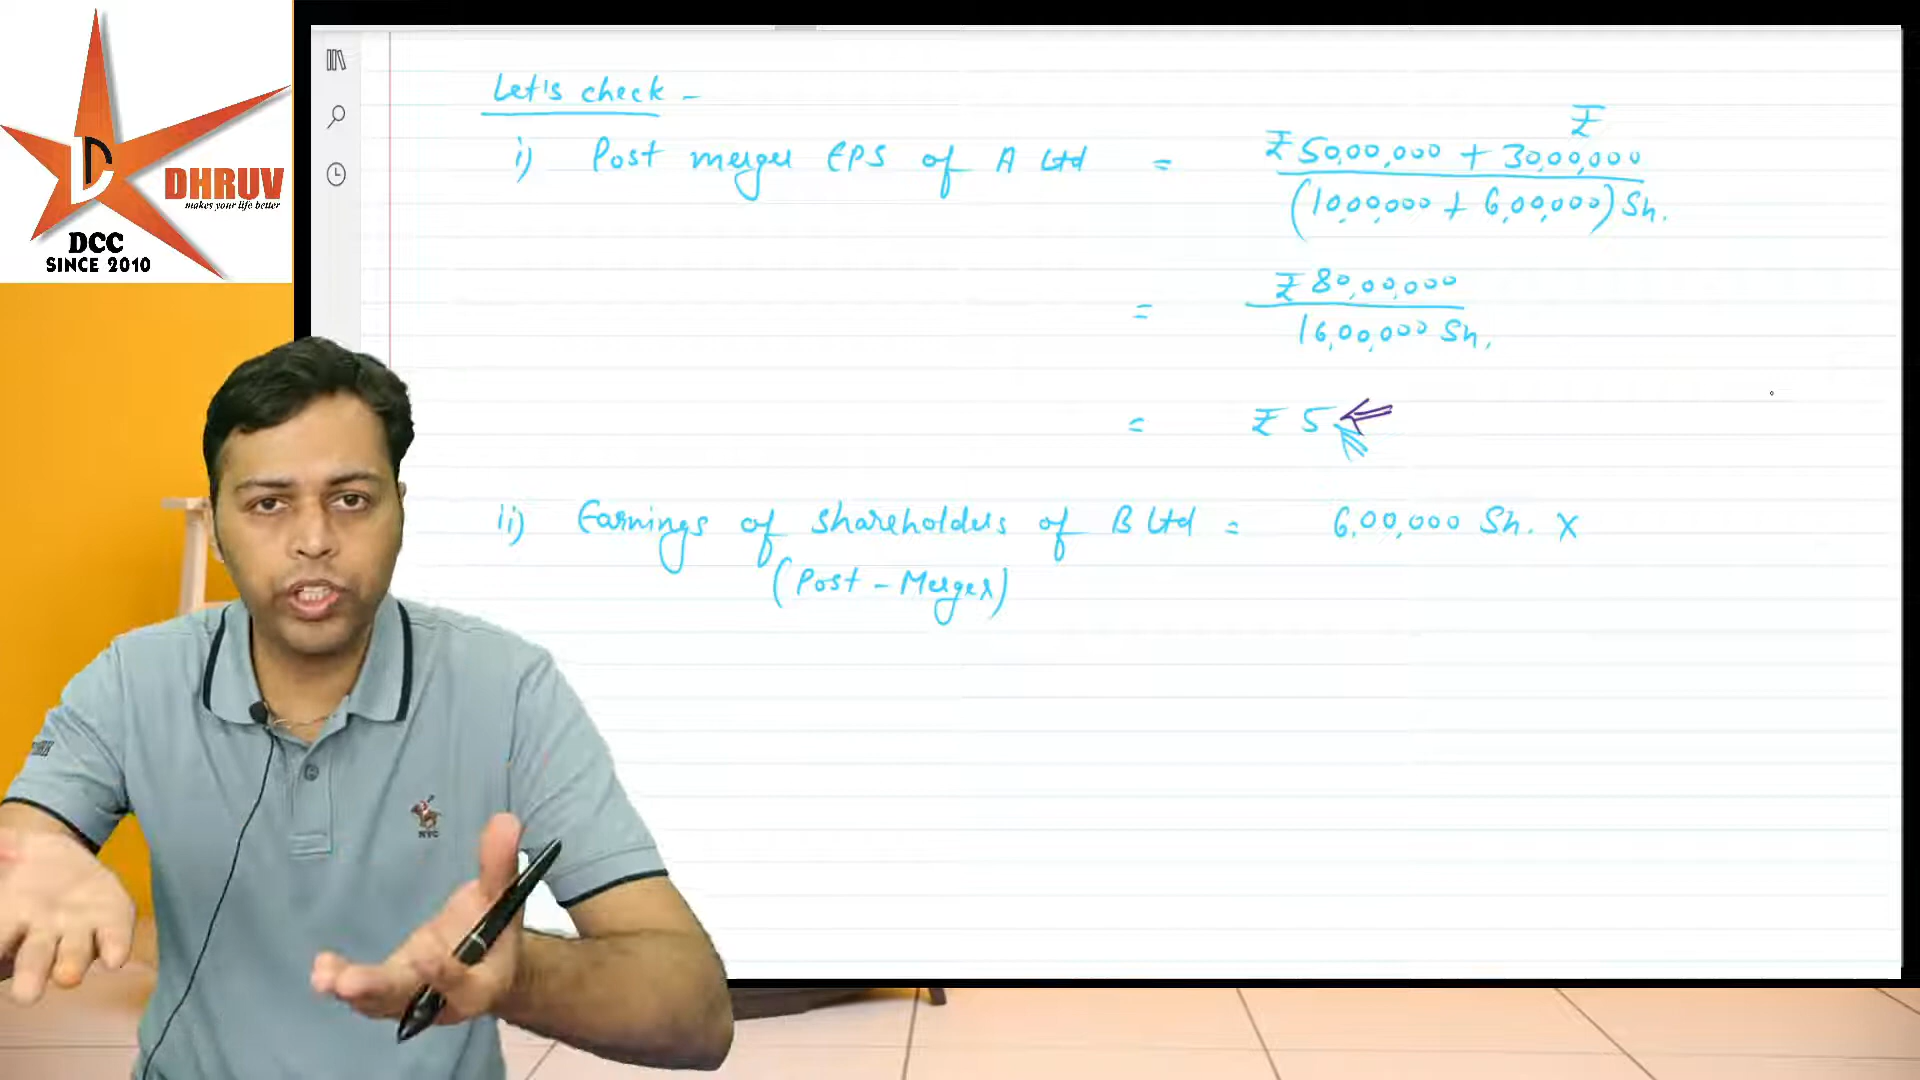 DC
DHRUV
makes your life better
DCC
SINCE 2010
Let's check -
i) Post merger EPS of A Ltd = ₹50,00,000 + ₹30,00,000
(10,00,000 + 6,00,000) Sh.
= ₹80,00,000
16,00,000 Sh.
= ₹ 5
ii) Earnings of shareholders of B Ltd = 6,00,000 Sh. X
(Post - Merger)
NYC